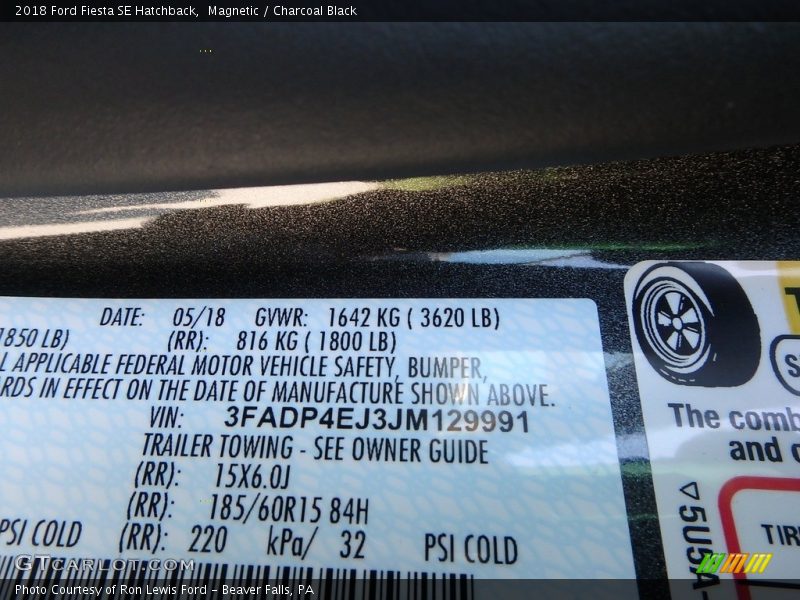 2018 Ford Fiesta SE Hatchback,  Magnetic / Charcoal Black
DATE: 05/18 GVWR: 1642 KG ( 3620 LB)
1850 LB) (RR): 816 KG ( 1800 LB)
L APPLICABLE FEDERAL MOTOR VEHICLE SAFETY, BUMPER,
ARDS IN EFFECT ON THE DATE OF MANUFACTURE SHOWN ABOVE.
VIN: 3FADP4EJ3JM129991
TRAILER TOWING - SEE OWNER GUIDE
(RR): 15X6.0J
(RR): 185/60R15 84H
PSI COLD (RR): 220 kPa/ 32 PSI COLD
The comb
and
5U5A-
TIR
GTCarLot.com
Photo Courtesy of Ron Lewis Ford - Beaver Falls, PA